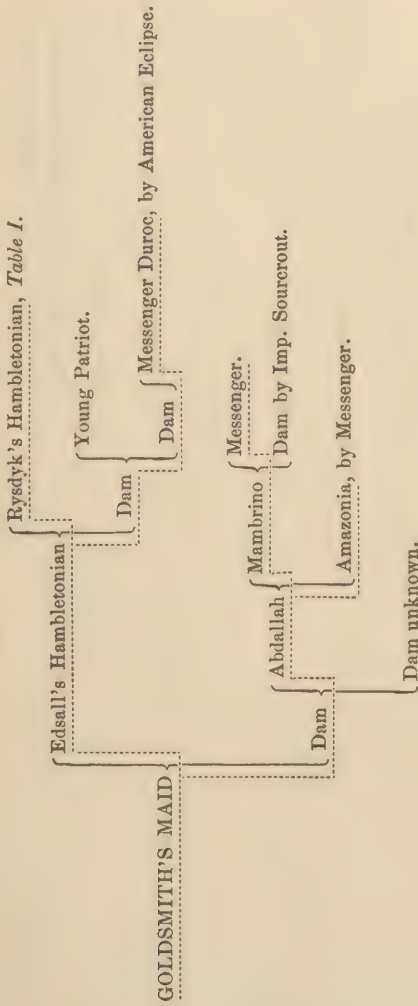 Rysdyk's Hambletonian, Table I.
Edsall's Hambletonian
Young Patriot.
Dam
Dam
Messenger Duroc, by American Eclipse.
GOLDSMITH'S MAID
Messenger.
Mambrino
Dam by Imp. Sourcrout.
Abdallah
Amazonia, by Messenger.
Dam
Dam unknown.